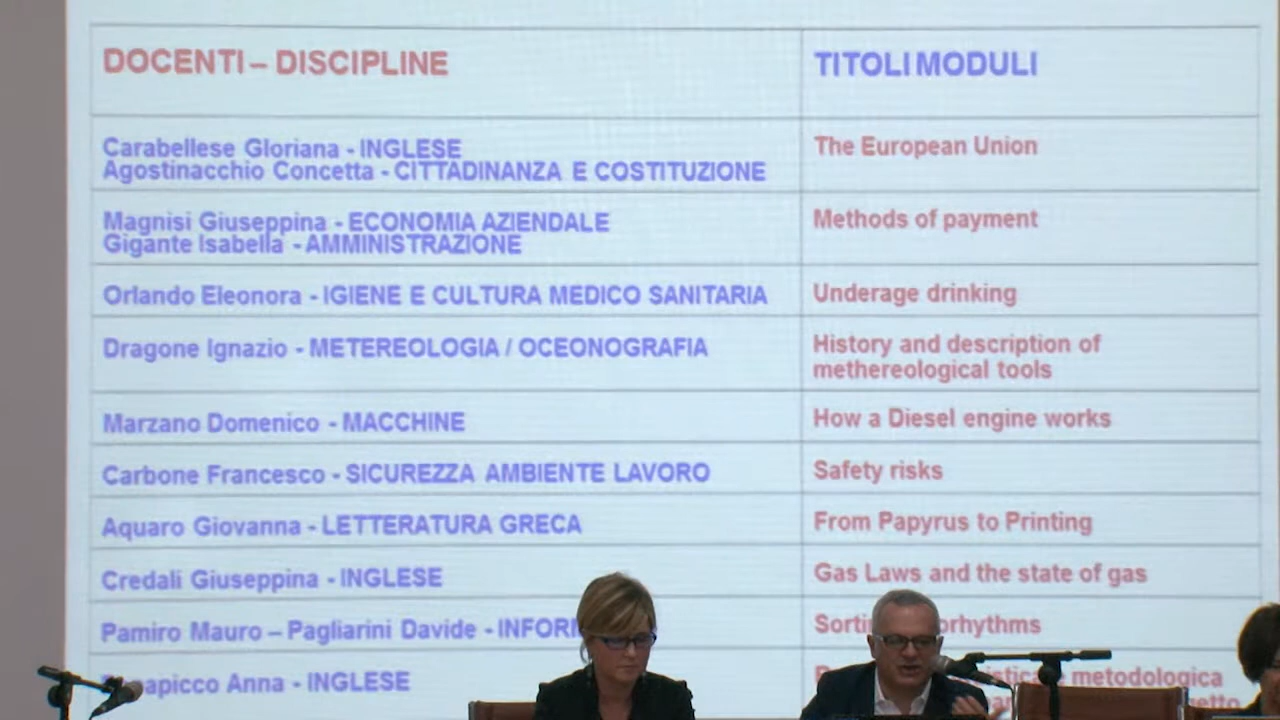 DOCENTI – DISCIPLINE
TITOLI MODULI
Carabellese Gloriana - INGLESE
Agostinacchio Concetta - CITTADINANZA E COSTITUZIONE
The European Union
Magnisi Giuseppina - ECONOMIA AZIENDALE
Gigante Isabella - AMMINISTRAZIONE
Methods of payment
Orlando Eleonora - IGIENE E CULTURA MEDICO SANITARIA
Underage drinking
Dragone Ignazio - METEREOLOGIA / OCEONOGRAFIA
History and description of
methereological tools
Marzano Domenico - MACCHINE
How a Diesel engine works
Carbone Francesco - SICUREZZA AMBIENTE LAVORO
Safety risks
Aquaro Giovanna - LETTERATURA GRECA
From Papyrus to Printing
Credali Giuseppina - INGLESE
Gas Laws and the state of gas
Pamiro Mauro – Pagliarini Davide -
Anna - INGLESE
metodologica